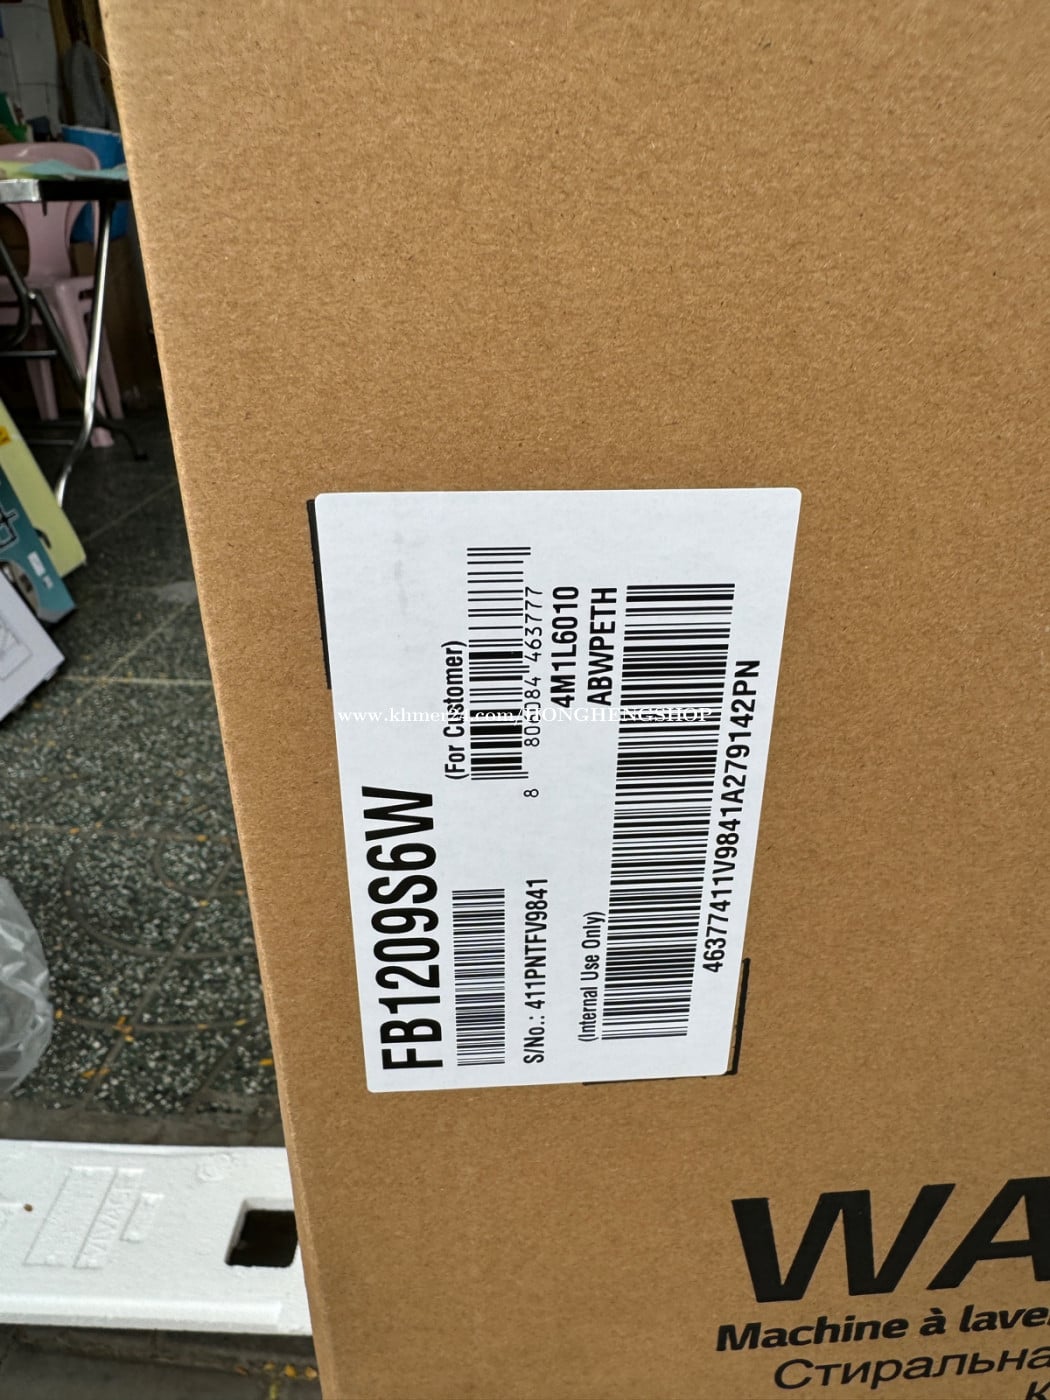 FB1209S6W
(For Customer)
8 806084 463777
S/No.: 411PNTFV9841
4M1L6010
ABWPETH
(Internal Use Only)
46377411V9841A2791142PN
www.khmer24.com/HONGHENGSHOP
WA
Machine à lave
Стиральна